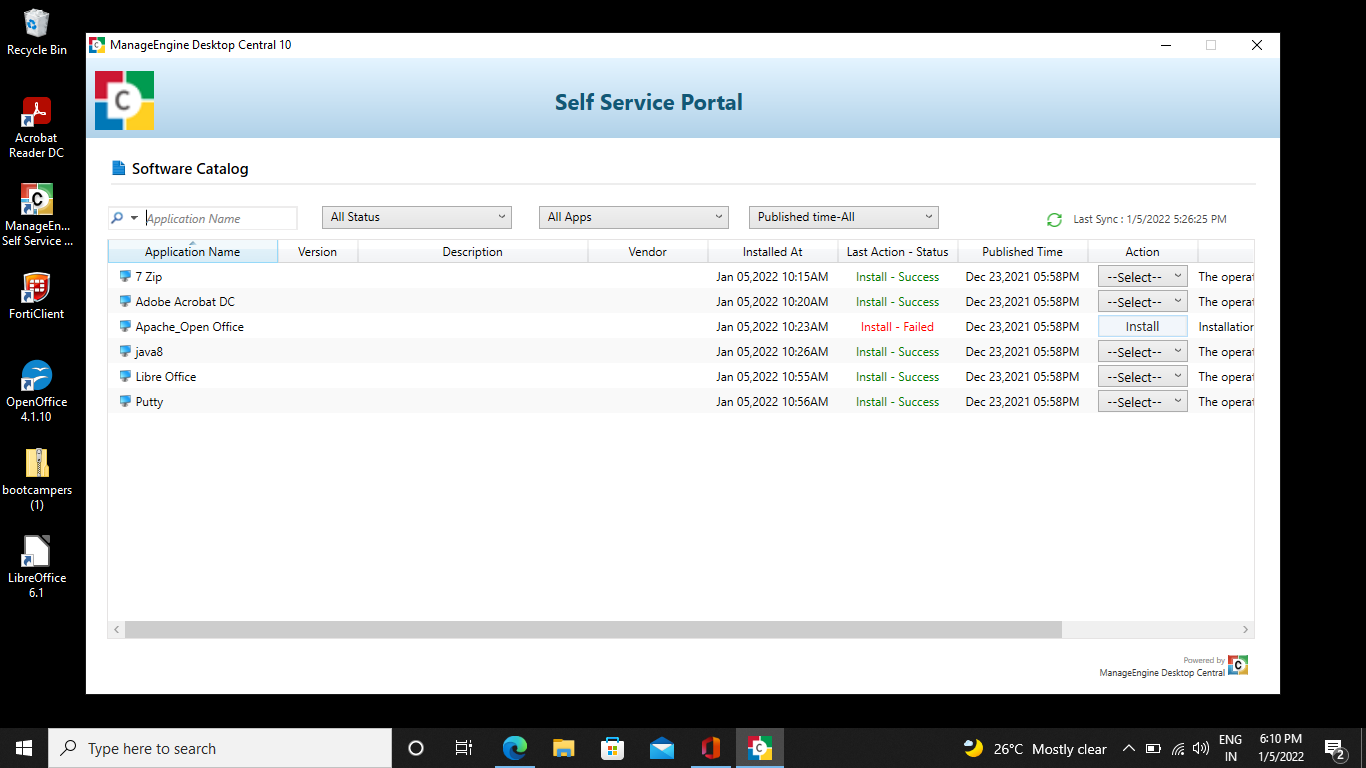 Recycle Bin
Acrobat
Reader DC
ManageEn...
Self Service ...
FortiClient
OpenOffice
4.1.10
bootcampers
(1)
LibreOffice
6.1
C ManageEngine Desktop Central 10
C Self Service Portal
Software Catalog
Application Name All Status All Apps Published time-All Last Sync : 1/5/2022 5:26:25 PM
Application Name Version Description Vendor Installed At Last Action - Status Published Time Action
7 Zip Jan 05,2022 10:15AM Install - Success Dec 23,2021 05:58PM --Select-- The operat
Adobe Acrobat DC Jan 05,2022 10:20AM Install - Success Dec 23,2021 05:58PM --Select-- The operat
Apache_Open Office Jan 05,2022 10:23AM Install - Failed Dec 23,2021 05:58PM Install Installation
java8 Jan 05,2022 10:26AM Install - Success Dec 23,2021 05:58PM --Select-- The operat
Libre Office Jan 05,2022 10:55AM Install - Success Dec 23,2021 05:58PM --Select-- The operat
Putty Jan 05,2022 10:56AM Install - Success Dec 23,2021 05:58PM --Select-- The operat
Powered by
ManageEngine Desktop Central C
Type here to search
26°C Mostly clear
ENG
IN
6:10 PM
1/5/2022
2